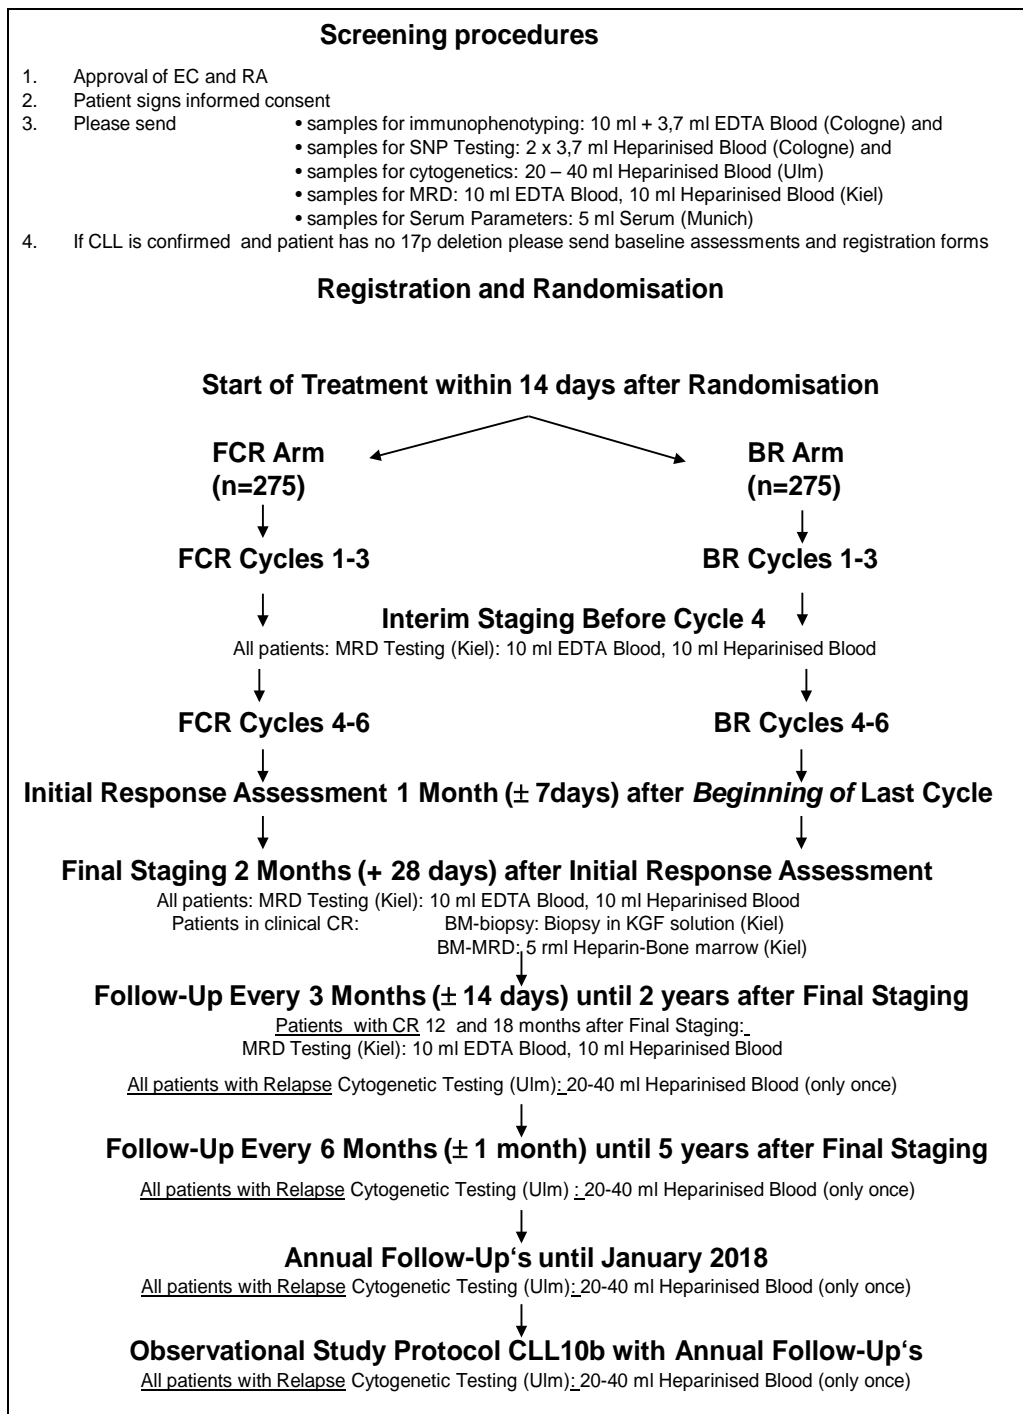 Screening procedures
1. Approval of EC and RA
2. Patient signs informed consent
3. Please send • samples for immunophenotyping: 10 ml + 3,7 ml EDTA Blood (Cologne) and
• samples for SNP Testing: 2 x 3,7 ml Heparinised Blood (Cologne) and
• samples for cytogenetics: 20 – 40 ml Heparinised Blood (Ulm)
• samples for MRD: 10 ml EDTA Blood, 10 ml Heparinised Blood (Kiel)
• samples for Serum Parameters: 5 ml Serum (Munich)
4. If CLL is confirmed and patient has no 17p deletion please send baseline assessments and registration forms
Registration and Randomisation
Start of Treatment within 14 days after Randomisation
FCR Arm
(n=275)
BR Arm
(n=275)
FCR Cycles 1-3
BR Cycles 1-3
Interim Staging Before Cycle 4
All patients: MRD Testing (Kiel): 10 ml EDTA Blood, 10 ml Heparinised Blood
FCR Cycles 4-6
BR Cycles 4-6
Initial Response Assessment 1 Month (± 7days) after Beginning of Last Cycle
Final Staging 2 Months (+ 28 days) after Initial Response Assessment
All patients: MRD Testing (Kiel): 10 ml EDTA Blood, 10 ml Heparinised Blood
Patients in clinical CR: BM-biopsy: Biopsy in KGF solution (Kiel)
BM-MRD: 5 rml Heparin-Bone marrow (Kiel)
Follow-Up Every 3 Months (± 14 days) until 2 years after Final Staging
Patients with CR 12 and 18 months after Final Staging:
MRD Testing (Kiel): 10 ml EDTA Blood, 10 ml Heparinised Blood
All patients with Relapse Cytogenetic Testing (Ulm): 20-40 ml Heparinised Blood (only once)
Follow-Up Every 6 Months (± 1 month) until 5 years after Final Staging
All patients with Relapse Cytogenetic Testing (Ulm) : 20-40 ml Heparinised Blood (only once)
Annual Follow-Up‘s until January 2018
All patients with Relapse Cytogenetic Testing (Ulm): 20-40 ml Heparinised Blood (only once)
Observational Study Protocol CLL10b with Annual Follow-Up‘s
All patients with Relapse Cytogenetic Testing (Ulm): 20-40 ml Heparinised Blood (only once)